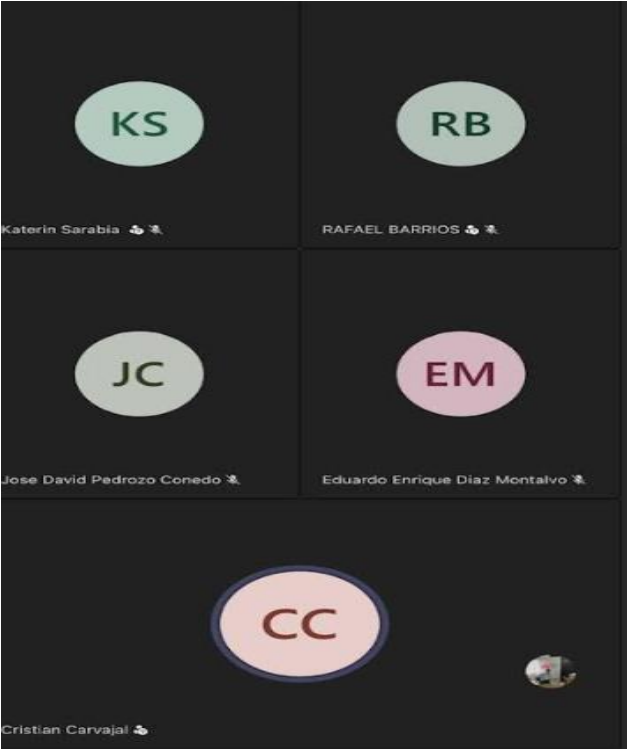 KS
RB
Katerin Sarabia
RAFAEL BARRIOS
JC
EM
Jose David Pedrozo Conedo
Eduardo Enrique Diaz Montalvo
CC
Cristian Carvajal